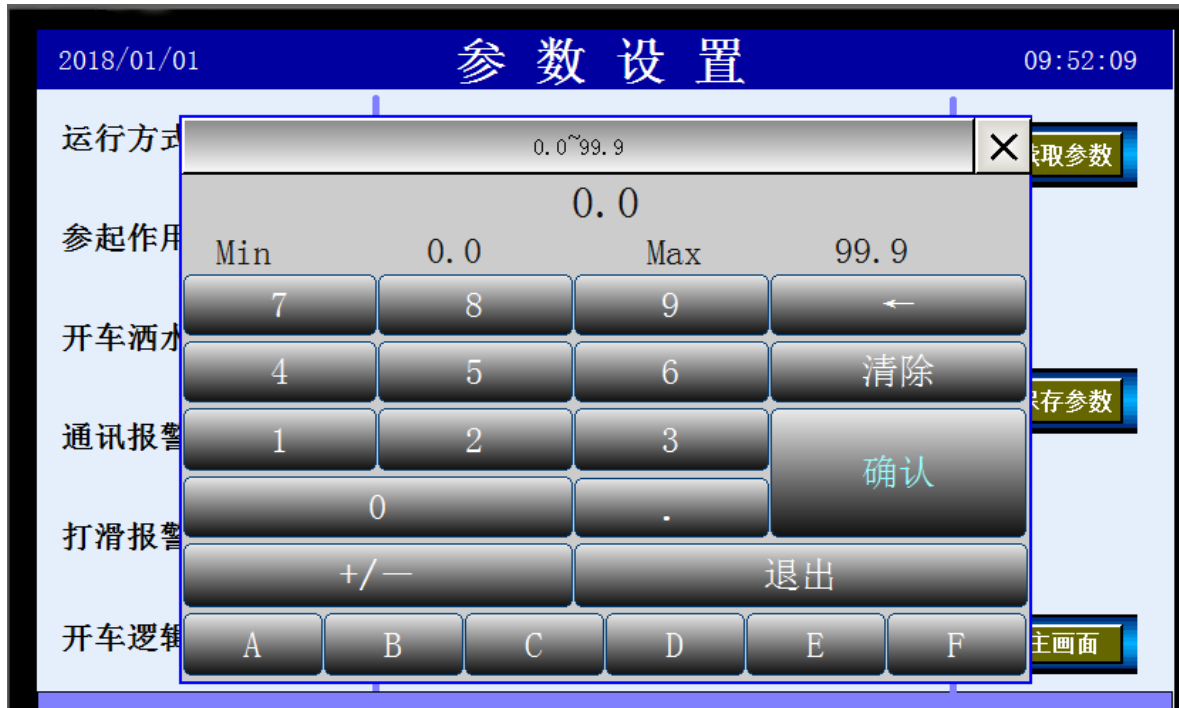 2018/01/01 参数设置 09:52:09
运行方式
0.0~99.9
取参数
0.0
参起作用
Min 0.0 Max 99.9
7 8 9 ←
开车洒水
4 5 6 清除
存参数
通讯报警
1 2 3
确认
0 .
打滑报警
+/— 退出
开车逻辑
A B C D E F
主画面